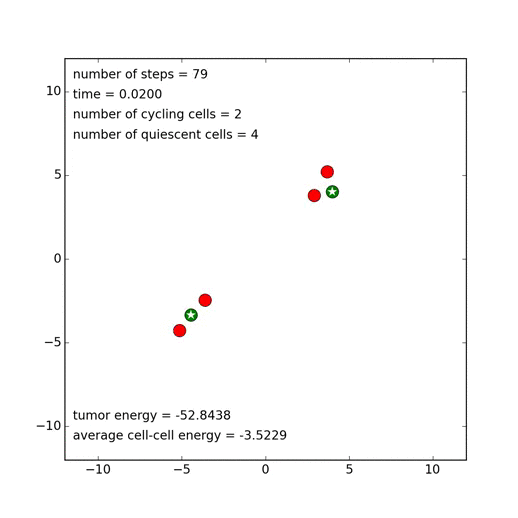 number of steps = 79
time = 0.0200
number of cycling cells = 2
number of quiescent cells = 4
10
5
0
−5
−10
tumor energy = -52.8438
average cell-cell energy = -3.5229
−10 −5 0 5 10